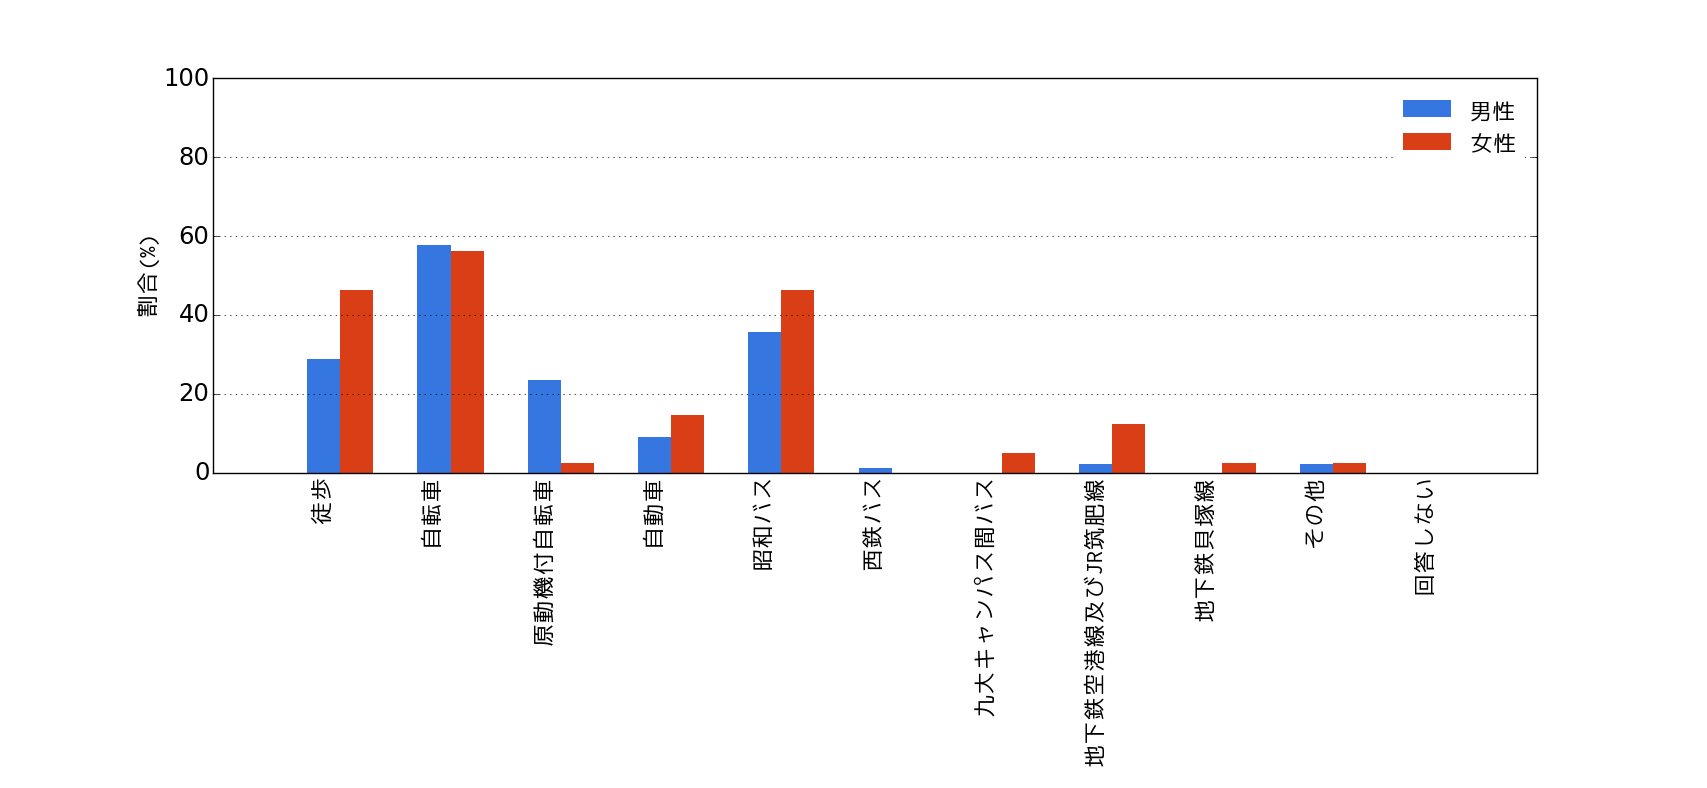 100
80
60
40
20
0
割合(%)
男性
女性
徒歩
自転車
原動機付自転車
自動車
昭和バス
西鉄バス
九大キャンパス間バス
地下鉄空港線及びJR筑肥線
地下鉄貝塚線
その他
回答しない